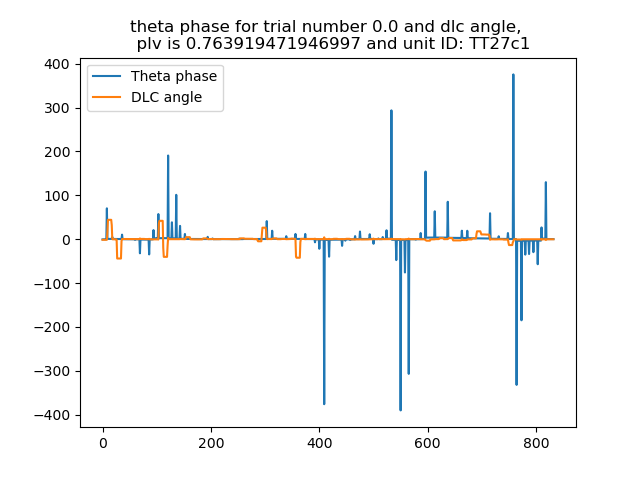 theta phase for trial number 0.0 and dlc angle,
plv is 0.763919471946997 and unit ID: TT27c1
Theta phase
DLC angle
400
300
200
100
0
−100
−200
−300
−400
0 200 400 600 800